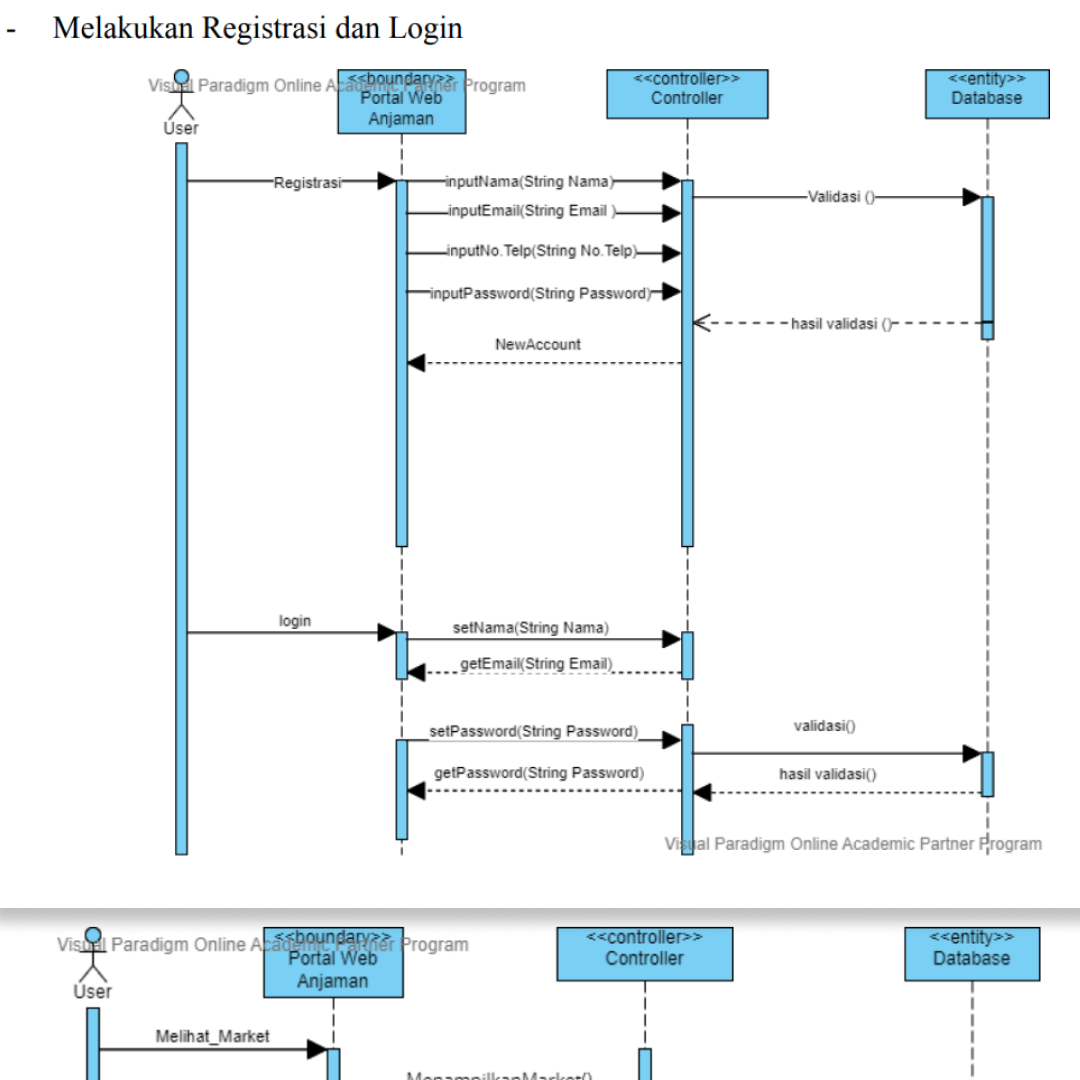 - Melakukan Registrasi dan Login
Visual Paradigm Online Academic Partner Program
<<boundary>>
Portal Web
Anjaman
<<controller>>
Controller
<<entity>>
Database
User
Registrasi
inputNama(String Nama)
Validasi ()
inputEmail(String Email )
inputNo.Telp(String No.Telp)
inputPassword(String Password)
hasil validasi ()
NewAccount
login
setNama(String Nama)
getEmail(String Email)
setPassword(String Password)
validasi()
getPassword(String Password)
hasil validasi()
Visual Paradigm Online Academic Partner Program
Visual Paradigm Online Academic Partner Program
<<boundary>>
Portal Web
Anjaman
<<controller>>
Controller
<<entity>>
Database
User
Melihat_Market
MenampilkanMarket()